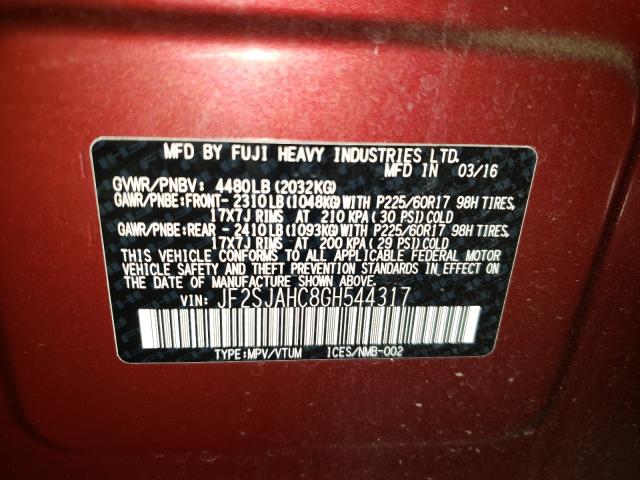 MFD BY FUJI HEAVY INDUSTRIES LTD.
MFD IN 03/16
GVWR/PNBV: 4480LB (2032KG)
GAWR/PNBE:FRONT- 2310LB (1048KG)WITH P225/60R17 98H TIRES,
17X7J RIMS AT 210 KPA (30 PSI)COLD
GAWR/PNBE:REAR - 2410LB (1093KG)WITH P225/60R17 98H TIRES,
17X7J RIMS AT 200 KPA (29 PSI)COLD
THIS VEHICLE CONFORMS TO ALL APPLICABLE FEDERAL MOTOR
VEHICLE SAFETY AND THEFT PREVENTION STANDARDS IN EFFECT
ON THE DATE OF MANUFACTURE SHOWN ABOVE.
VIN: JF2SJAHC8GH544317
TYPE:MPV/VTUM ICES/NMB-002